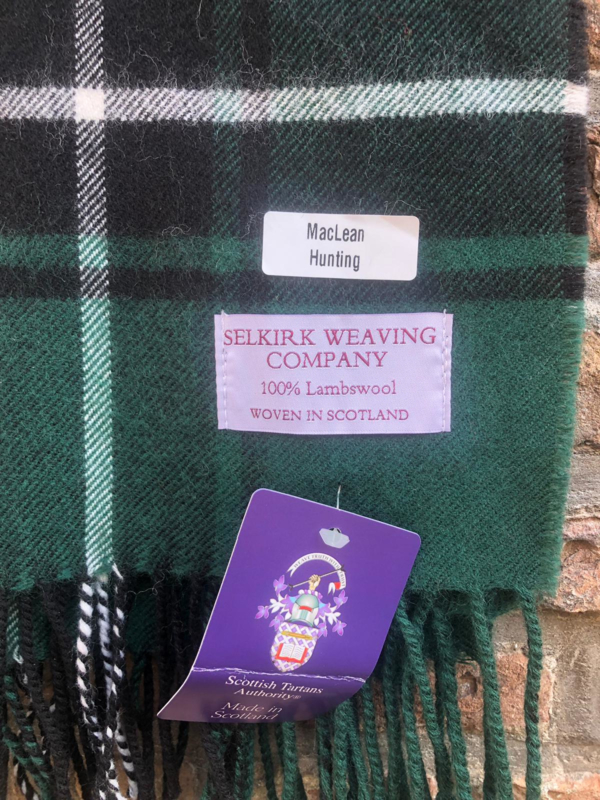 MacLean
Hunting
SELKIRK WEAVING
COMPANY
100% Lambswool
WOVEN IN SCOTLAND
Scottish Tartans
Authority®
Made in
Scotland